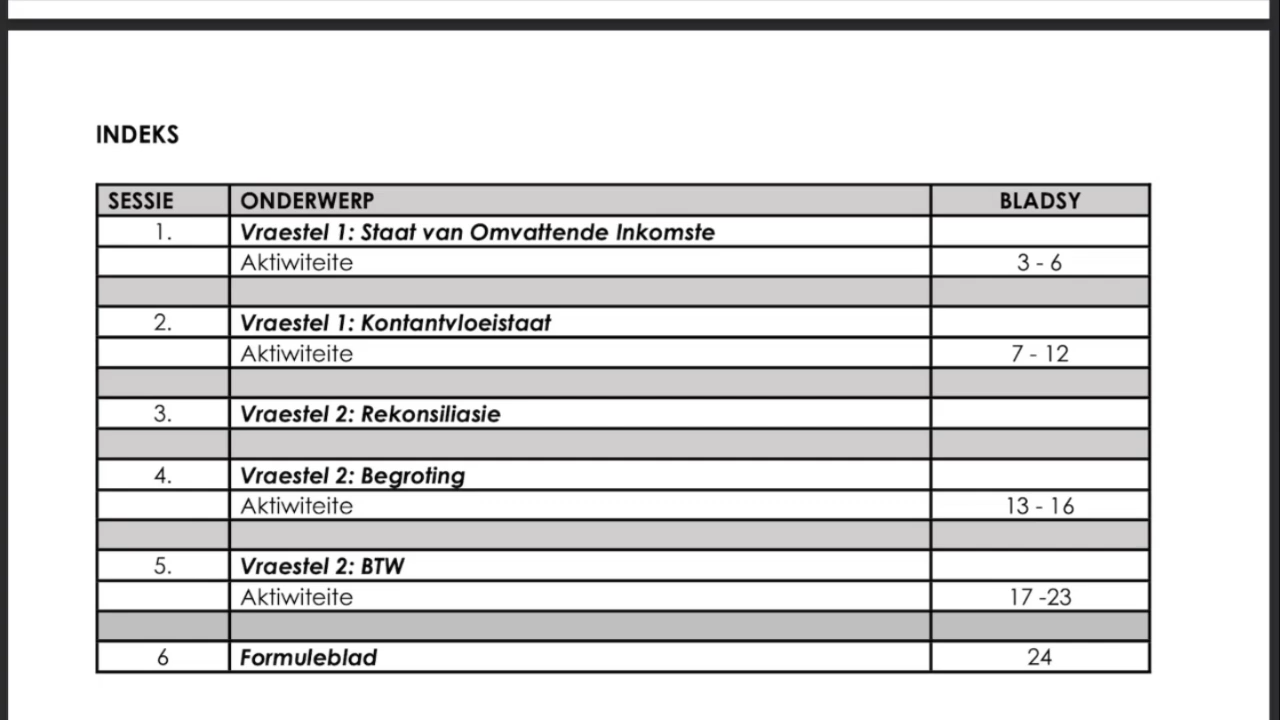 INDEKS
SESSIE ONDERWERP BLADSY
1. Vraestel 1: Staat van Omvattende Inkomste
Aktiwiteite 3 - 6
2. Vraestel 1: Kontantvloeistaat
Aktiwiteite 7 - 12
3. Vraestel 2: Rekonsiliasie
4. Vraestel 2: Begroting
Aktiwiteite 13 - 16
5. Vraestel 2: BTW
Aktiwiteite 17 -23
6 Formuleblad 24